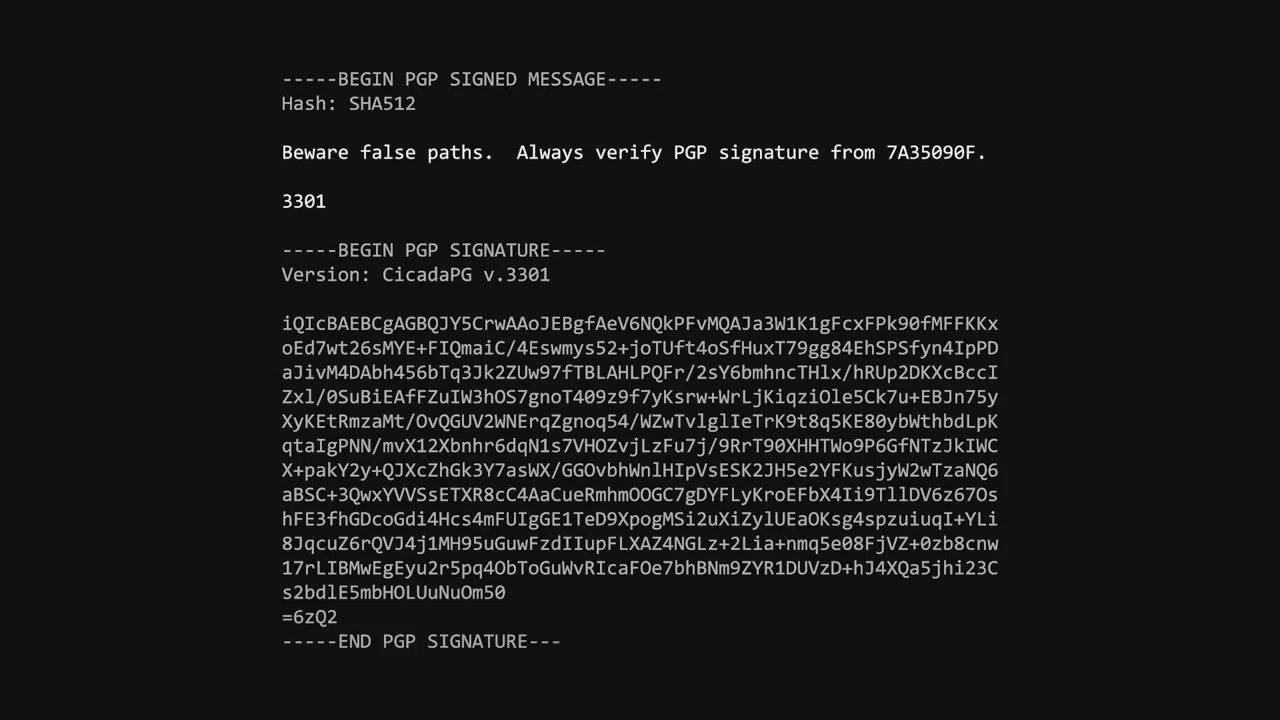 -----BEGIN PGP SIGNED MESSAGE-----
Hash: SHA512
Beware false paths.  Always verify PGP signature from 7A35090F.
3301
-----BEGIN PGP SIGNATURE-----
Version: CicadaPG v.3301
iQIcBAEBCgAGBQJY5CrwAAoJEBgfAeV6NQkPFvMQAJa3W1K1gFcxFPk90fMFFKKx
oEd7wt26sMYE+FIQmaiC/4Eswmys52+joTUft4oSfHuxT79gg84EhSPSfyn4IpPD
aJivM4DAbh456bTq3Jk2ZUw97fTBLAHLPQFr/2sY6bmhncTHlx/hRUp2DKXcBccI
Zxl/0SuBiEAfFZuIW3hOS7gnoT409z9f7yKsrw+WrLjKiqziOle5Ck7u+EBJn75y
XyKEtRmzaMt/OvQGUV2WNErqZgnoq54/WZwTvlglIeTrK9t8q5KE80ybWthbdLpK
qtaIgPNN/mvX12Xbnhr6dqN1s7VHOZvjLzFu7j/9RrT90XHHTWo9P6GfNTzJkIWC
X+pakY2y+QJXcZhGk3Y7asWX/GGOvbhWnlHIpVsESK2JH5e2YFKusjyW2wTzaNQ6
aBSC+3QwxYVVSsETXR8cC4AaCueRmhmOOGC7gDYFLyKroEFbX4Ii9TllDV6z67Os
hFE3fhGDcoGdi4Hcs4mFUIgGE1TeD9XpogMSi2uXiZylUEaOKsg4spzuiuqI+YLi
8JqcuZ6rQVJ4j1MH95uGuwFzdIIupFLXAZ4NGLz+2Lia+nmq5e08FjVZ+0zb8cnw
17rLIBMwEgEyu2r5pq4ObToGuWvRIcaFOe7bhBNm9ZYR1DUVzD+hJ4XQa5jhi23C
s2bdlE5mbHOLUuNuOm50
=6zQ2
-----END PGP SIGNATURE---